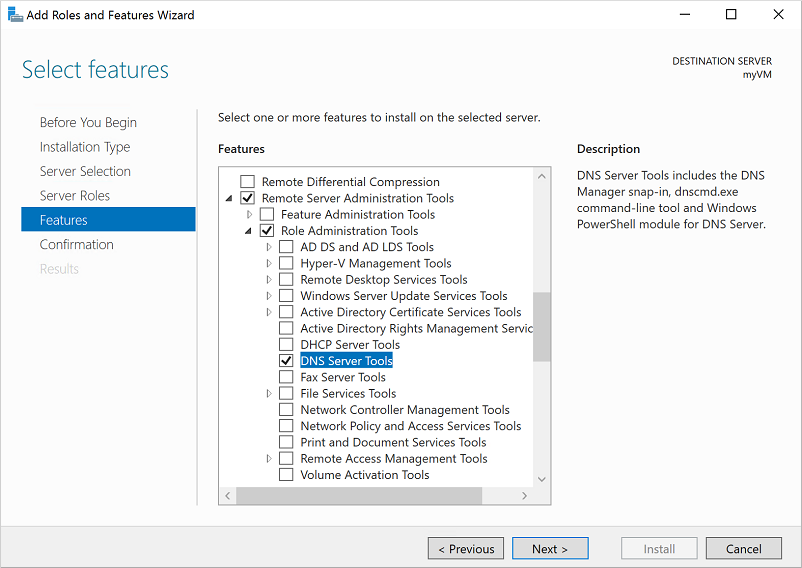 Add Roles and Features Wizard
Select features
DESTINATION SERVER
myVM
Before You Begin
Installation Type
Server Selection
Server Roles
Features
Confirmation
Results
Select one or more features to install on the selected server.
Features
Remote Differential Compression
Remote Server Administration Tools
Feature Administration Tools
Role Administration Tools
AD DS and AD LDS Tools
Hyper-V Management Tools
Remote Desktop Services Tools
Windows Server Update Services Tools
Active Directory Certificate Services Tools
Active Directory Rights Management Servic
DHCP Server Tools
DNS Server Tools
Fax Server Tools
File Services Tools
Network Controller Management Tools
Network Policy and Access Services Tools
Print and Document Services Tools
Remote Access Management Tools
Volume Activation Tools
Description
DNS Server Tools includes the DNS
Manager snap-in, dnscmd.exe
command-line tool and Windows
PowerShell module for DNS Server.
< Previous
Next >
Install
Cancel